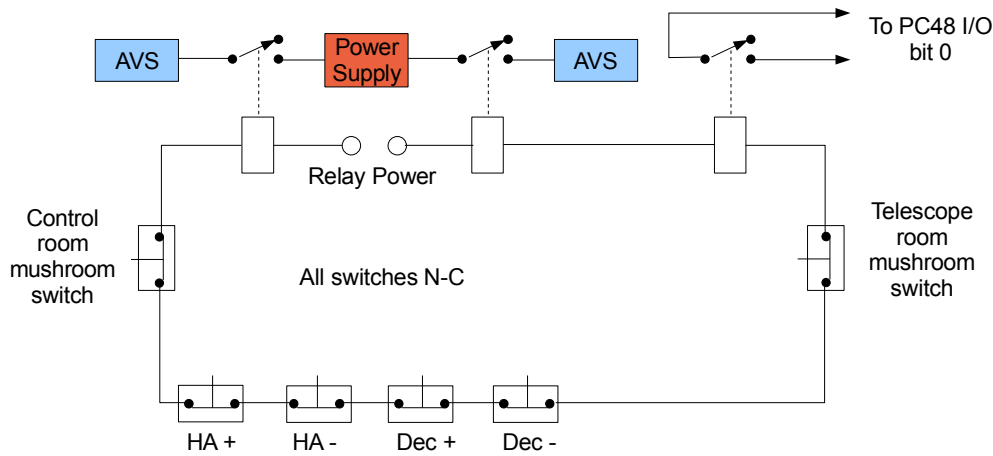 To PC48 I/O
bit 0
AVS
Power
Supply
AVS
Relay Power
Control
room
mushroom
switch
Telescope
room
mushroom
switch
All switches N-C
HA +
HA -
Dec +
Dec -